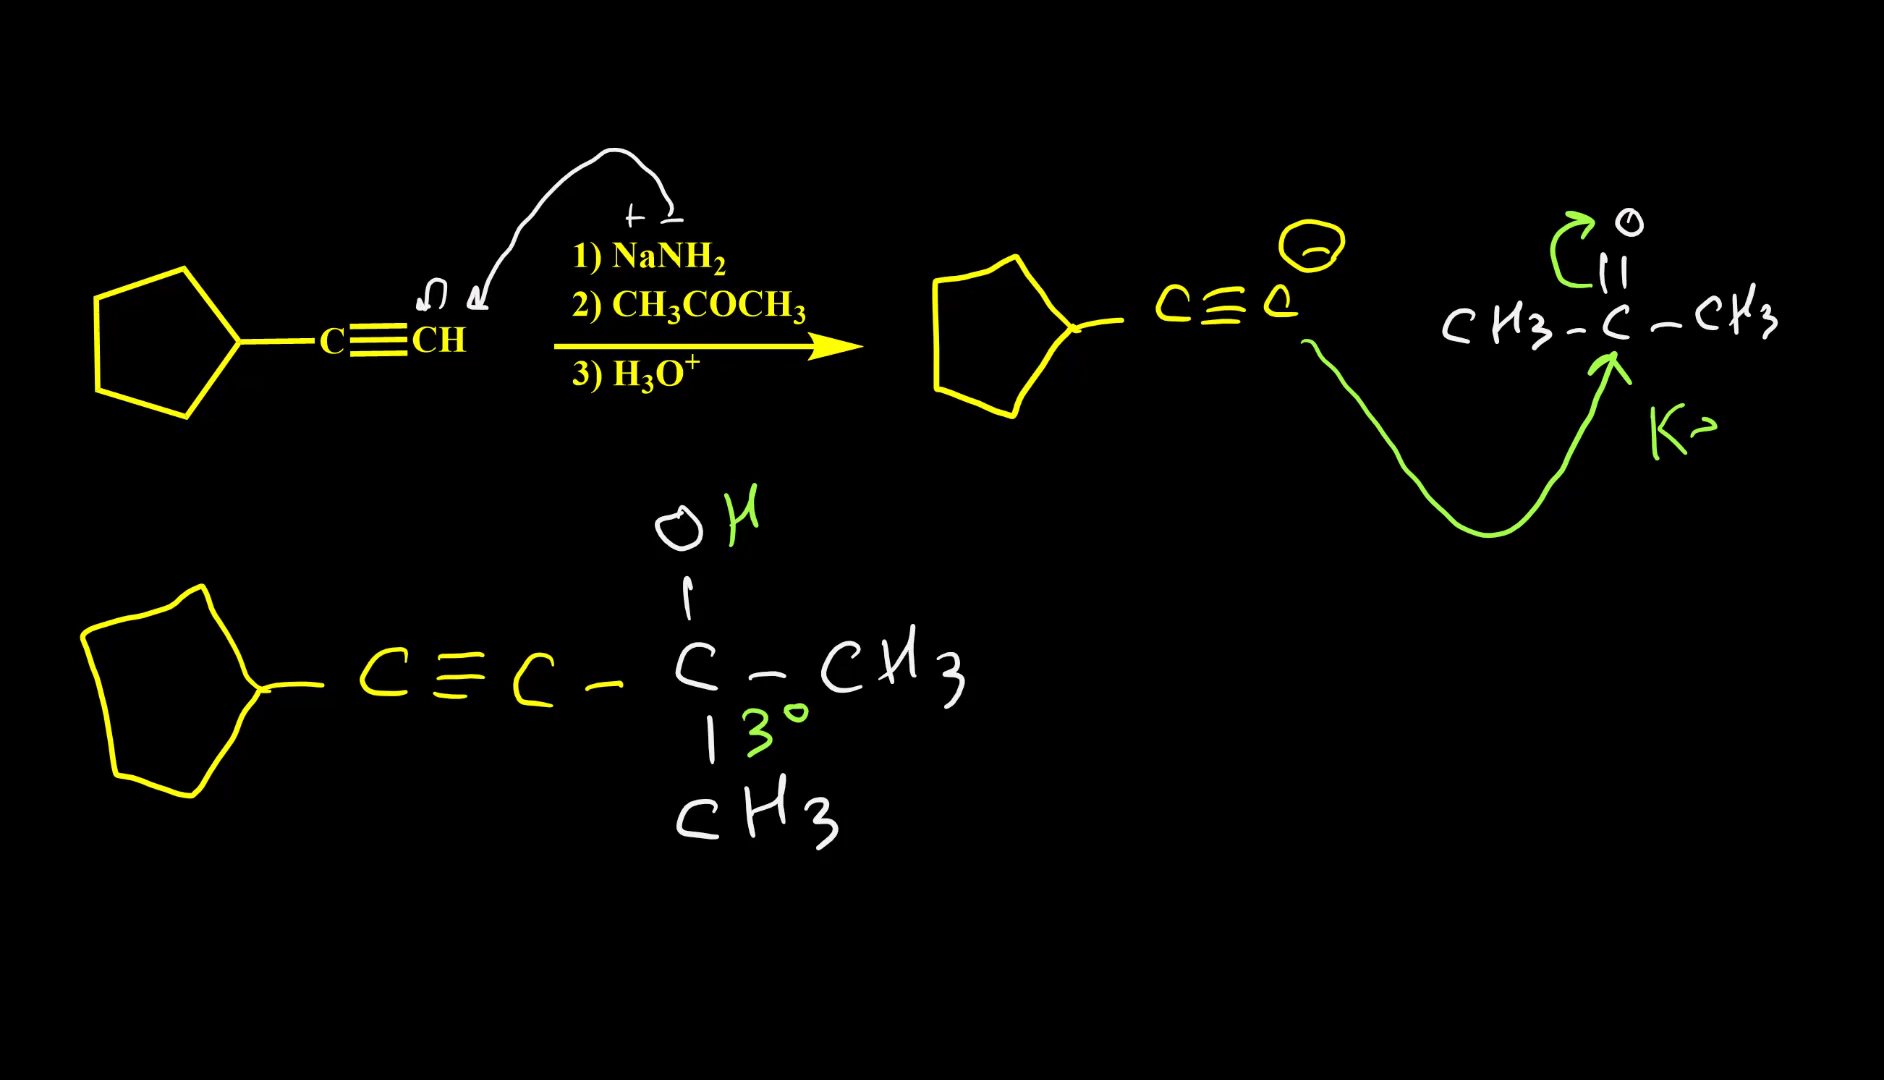 + −
1) NaNH₂
2) CH₃COCH₃
3) H₃O⁺
C≡CH
C≡C ⊖
O
||
CH3-C-CH3
OH
|
C≡C-C-CH3
3°
|
CH3